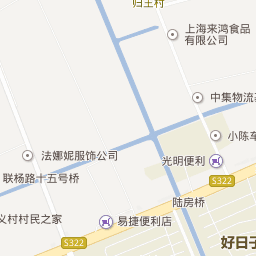 归王村
上海来鸿食品
有限公司
中集物流
小陈车
法娜妮服饰公司
光明便利
联杨路十五号桥
S322
陆房桥
义村村民之家
易捷便利店
S322
好日子